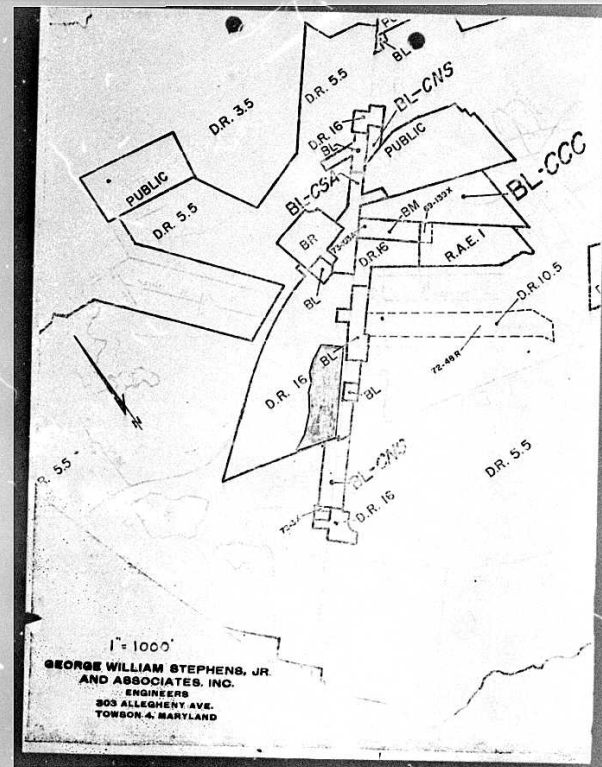 BL
D.R. 5.5
D.R. 3.5
BL-CNS
D.R. 16
BL
PUBLIC
PUBLIC
BL-CSA
BL-CCC
D.R. 5.5
BM
BR
D.R.16
R.A.E. 1
BL
D.R. 10.5
72-48R
BL
D.R. 16
BL
D.R. 5.5
N
BL-CNS
R. 5.5
D.R. 16
1"= 1000'
GEORGE WILLIAM STEPHENS, JR.
AND ASSOCIATES, INC.
ENGINEERS
303 ALLEGHENY AVE.
TOWSON 4, MARYLAND